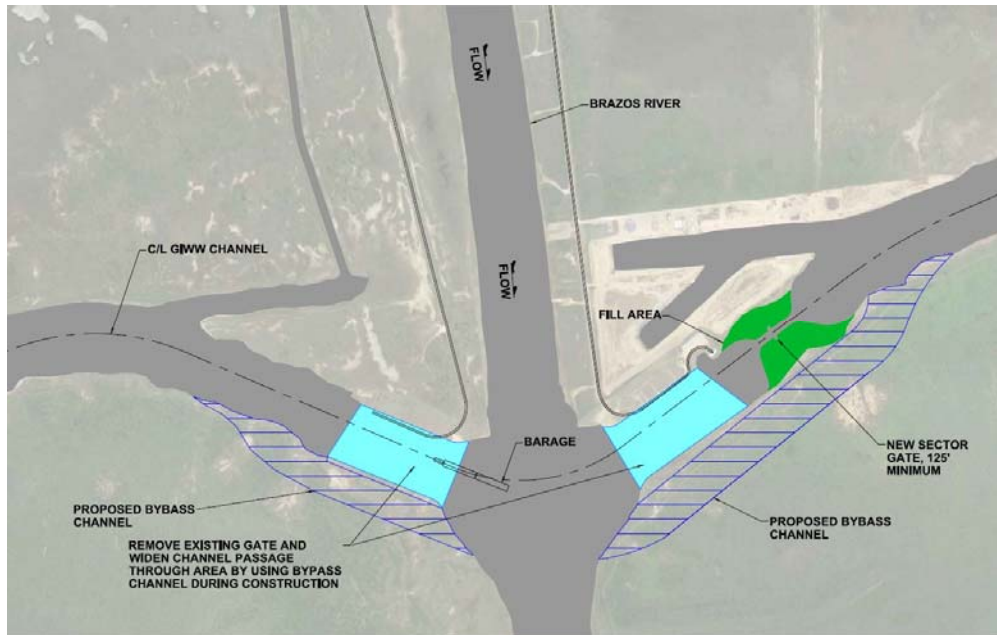 FLOW
BRAZOS RIVER
C/L GIWW CHANNEL
FLOW
FILL AREA
BARAGE
NEW SECTOR
GATE, 125'
MINIMUM
PROPOSED BYBASS
CHANNEL
PROPOSED BYBASS
CHANNEL
REMOVE EXISTING GATE AND
WIDEN CHANNEL PASSAGE
THROUGH AREA BY USING BYPASS
CHANNEL DURING CONSTRUCTION